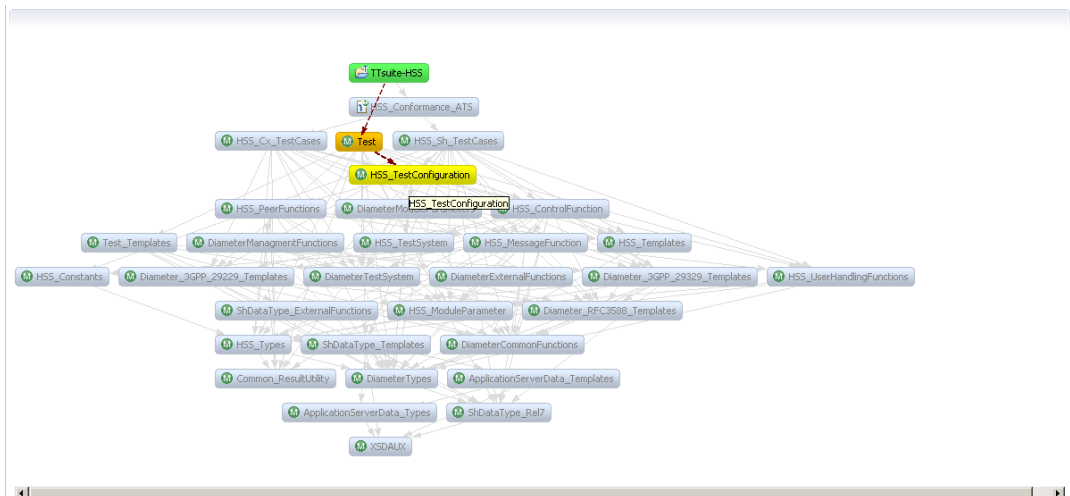 TTsuite-HSS
HSS_Conformance_ATS
HSS_Cx_TestCases
Test
HSS_Sh_TestCases
HSS_TestConfiguration
HSS_TestConfiguration
HSS_PeerFunctions
DiameterModuleParameters
HSS_ControlFunction
Test_Templates
DiameterManagmentFunctions
HSS_TestSystem
HSS_MessageFunction
HSS_Templates
HSS_Constants
Diameter_3GPP_29229_Templates
DiameterTestSystem
DiameterExternalFunctions
Diameter_3GPP_29329_Templates
HSS_UserHandlingFunctions
ShDataType_ExternalFunctions
HSS_ModuleParameter
Diameter_RFC3588_Templates
HSS_Types
ShDataType_Templates
DiameterCommonFunctions
Common_ResultUtility
DiameterTypes
ApplicationServerData_Templates
ApplicationServerData_Types
ShDataType_Rel7
XSDAUX